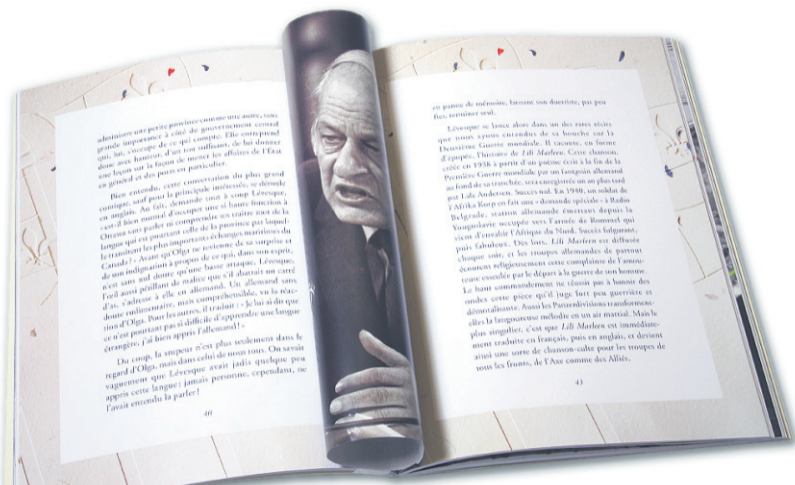 administre une petite province comme une autre, sans
grande importance à côté du gouvernement central
qui, lui, s'occupe de ce qui compte. Elle entreprend
donc avec hauteur, d'un ton suffisant, de lui donner
une leçon sur la façon de mener les affaires de l'État
en général et des ports en particulier.
Bien entendu, cette conversation du plus grand
comique, sauf pour la principale intéressée, se déroule
en anglais. Au fait, demande tout à coup Lévesque,
« est-il bien normal d'occuper une si haute fonction à
Ottawa sans parler ni comprendre un traître mot de la
langue qui est pourtant celle de la province par laquel-
le transitent les plus importants échanges maritimes du
Canada ? » Avant qu'Olga ne revienne de sa surprise et
de son indignation à propos de ce qui, dans son esprit,
n'est sans nul doute qu'une basse attaque, Lévesque,
l'œil aussi pétillant de malice que s'il abattait un carré
d'as, s'adresse à elle en allemand. Un allemand sans
doute rudimentaire, mais compréhensible, vu la réac-
tion d'Olga. Pour les autres, il traduit : « Je lui ai dit que
ce n'est pourtant pas si difficile d'apprendre une langue
étrangère, j'ai bien appris l'allemand ! »
Du coup, la stupeur n'est plus seulement dans le
regard d'Olga, mais dans celui de nous tous. On savait
vaguement que Lévesque avait jadis quelque peu
appris cette langue ; jamais personne, cependant, ne
l'avait entendu la parler !
40
en panne de mémoire, laissant son duettiste, pas peu
fier, terminer seul.
Lévesque se lance alors dans un des rares récits
que nous ayons entendus de sa bouche sur la
Deuxième Guerre mondiale. Il raconte, en forme
d'épopée, l'histoire de Lili Marleen. Cette chanson,
créée en 1938 à partir d'un poème écrit à la fin de la
Première Guerre mondiale par un fantassin allemand
au fond de sa tranchée, sera enregistrée un an plus tard
par Lale Andersen. Succès nul. En 1940, un soldat de
l'Afrika Korp en fait une « demande spéciale » à Radio
Belgrade, station allemande émettant depuis la
Yougoslavie occupée vers l'armée de Rommel qui
vient d'envahir l'Afrique du Nord. Succès fulgurant,
puis fabuleux. Dès lors, Lili Marleen est diffusée
chaque soir, et les troupes allemandes de partout
écoutent religieusement cette complainte de l'amou-
reuse esseulée par le départ à la guerre de son homme.
Le haut commandement ne réussit pas à bannir des
ondes cette pièce qu'il juge fort peu guerrière et
démoralisante. Aussi les Panzerdivisions transforment-
elles la langoureuse mélodie en un air martial. Mais le
plus singulier, c'est que Lili Marleen est immédiate-
ment traduite en français, puis en anglais, et devient
ainsi une sorte de chanson-culte pour les troupes de
tous les fronts, de l'Axe comme des Alliés.
41